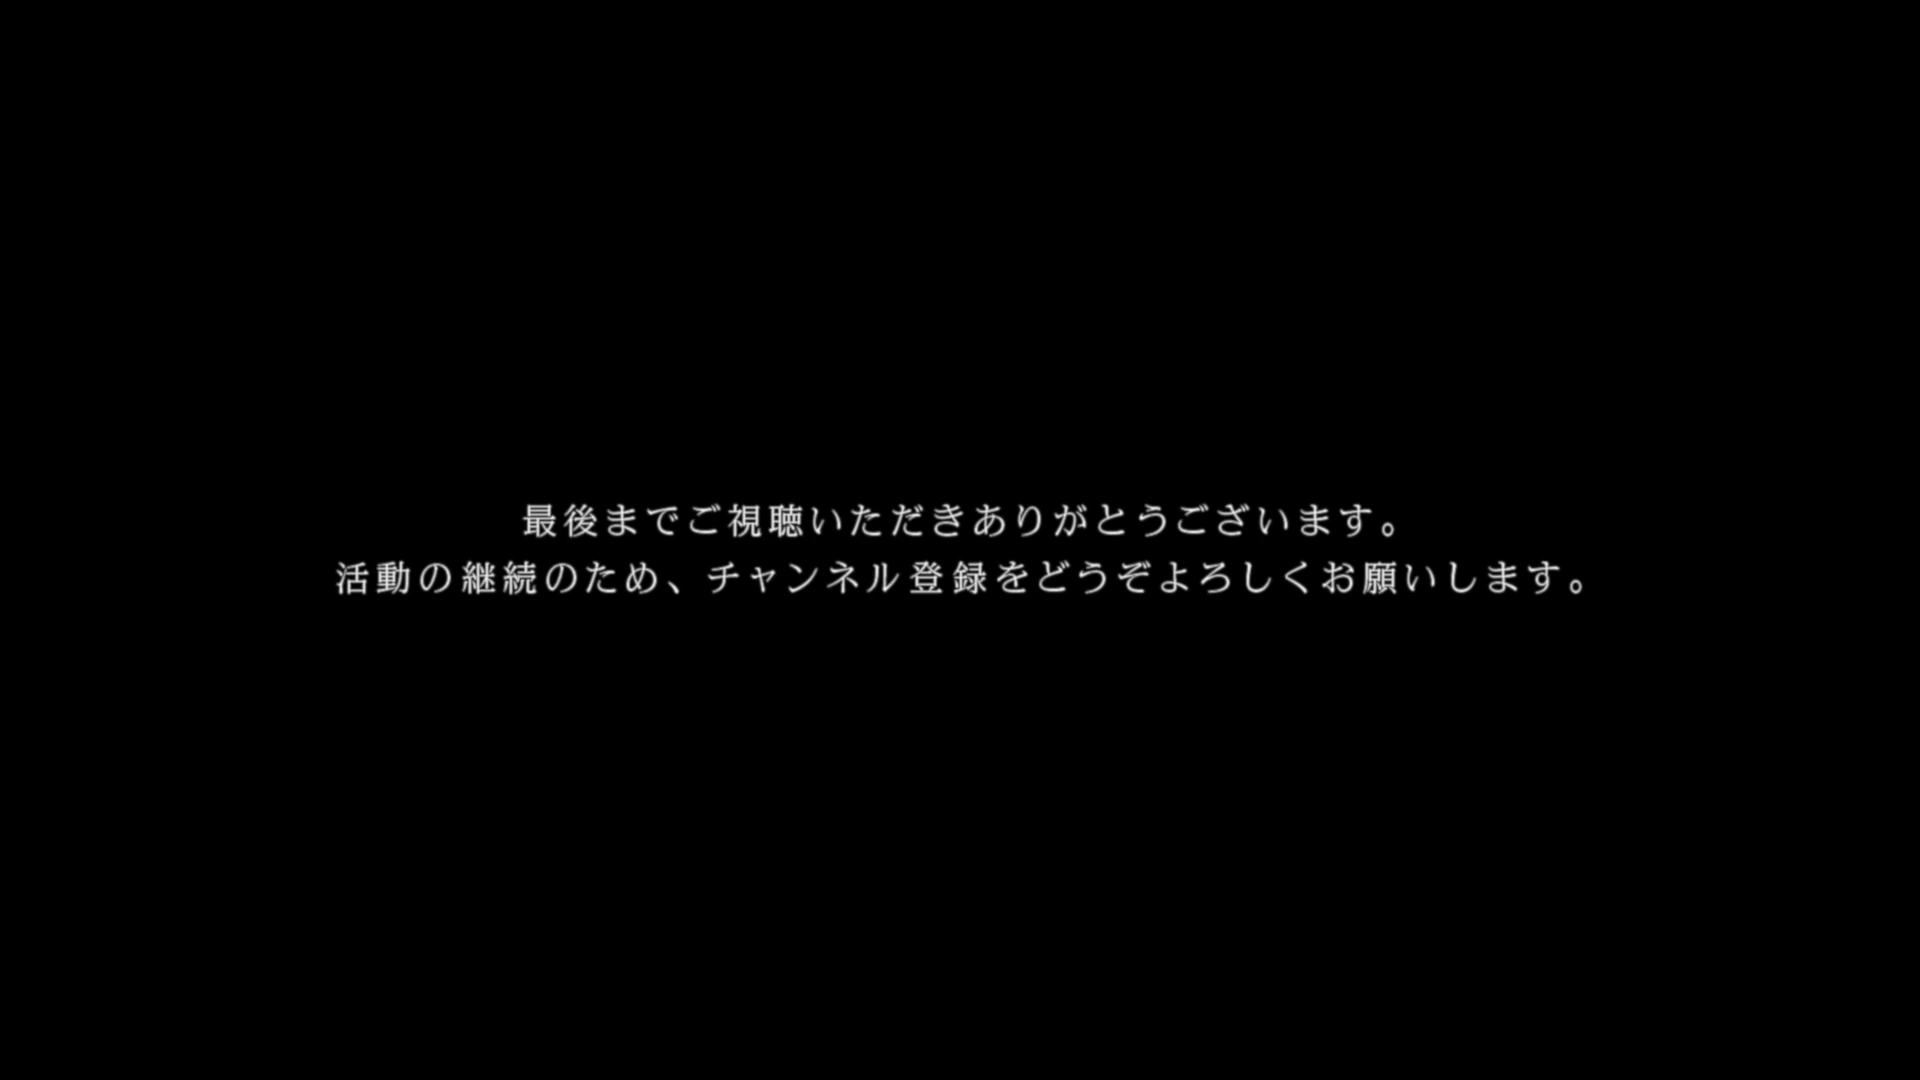 最後までご視聴いただきありがとうございます。
活動の継続のため、チャンネル登録をどうぞよろしくお願いします。